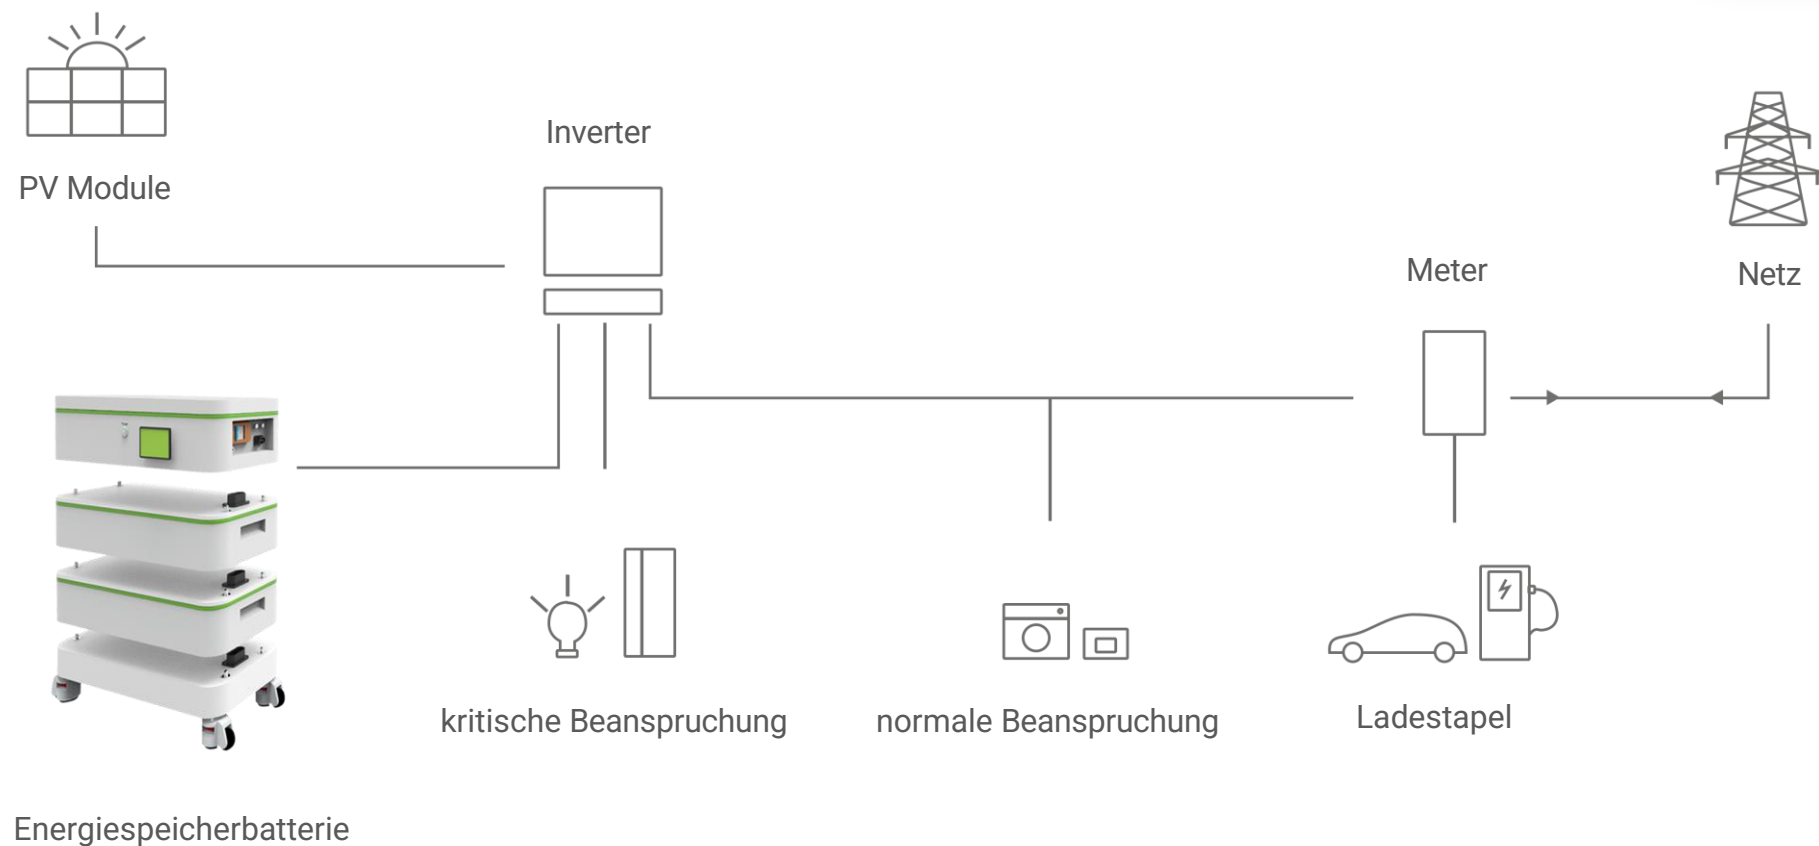 Inverter
PV Module
Meter
Netz
kritische Beanspruchung
normale Beanspruchung
Ladestapel
Energiespeicherbatterie